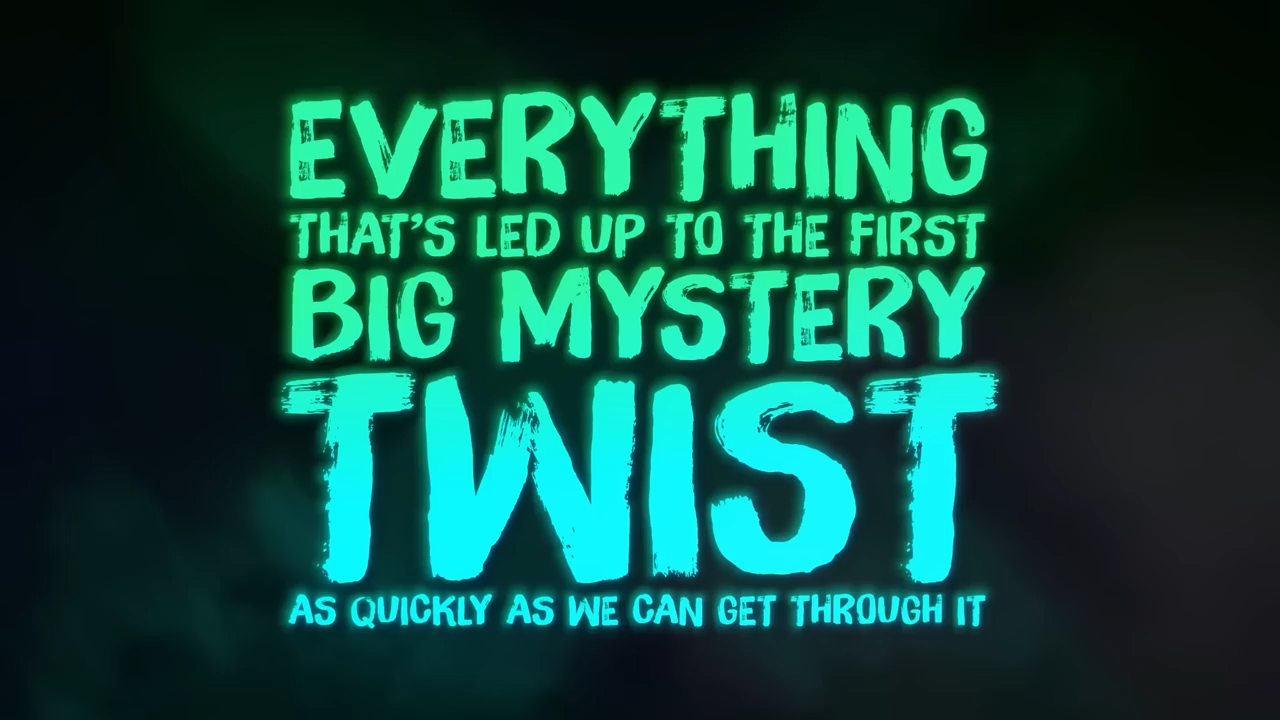 EVERYTHING
THAT'S LED UP TO THE FIRST
BIG MYSTERY
TWIST
AS QUICKLY AS WE CAN GET THROUGH IT